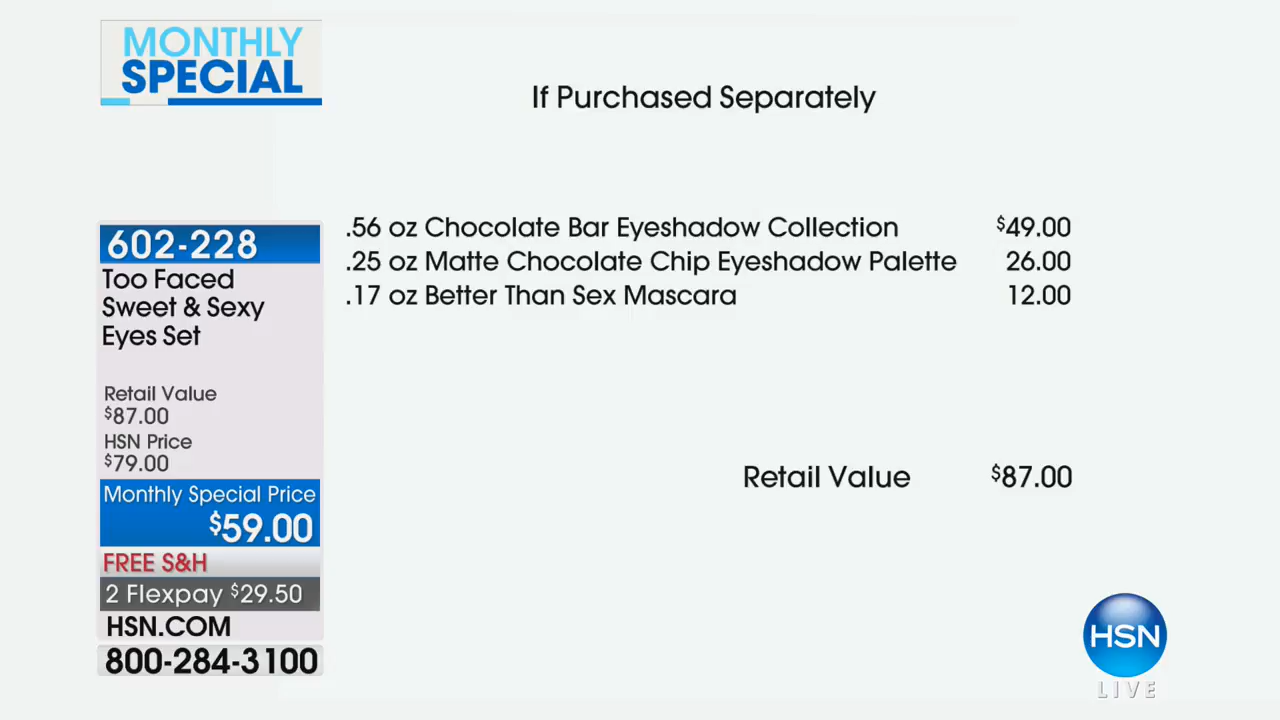 MONTHLY
SPECIAL
If Purchased Separately
.56 oz Chocolate Bar Eyeshadow Collection $49.00
.25 oz Matte Chocolate Chip Eyeshadow Palette 26.00
.17 oz Better Than Sex Mascara 12.00
Retail Value $87.00
602-228
Too Faced
Sweet & Sexy
Eyes Set
Retail Value
$87.00
HSN Price
$79.00
Monthly Special Price
$59.00
FREE S&H
2 Flexpay $29.50
HSN.COM
800-284-3100
HSN
LIVE